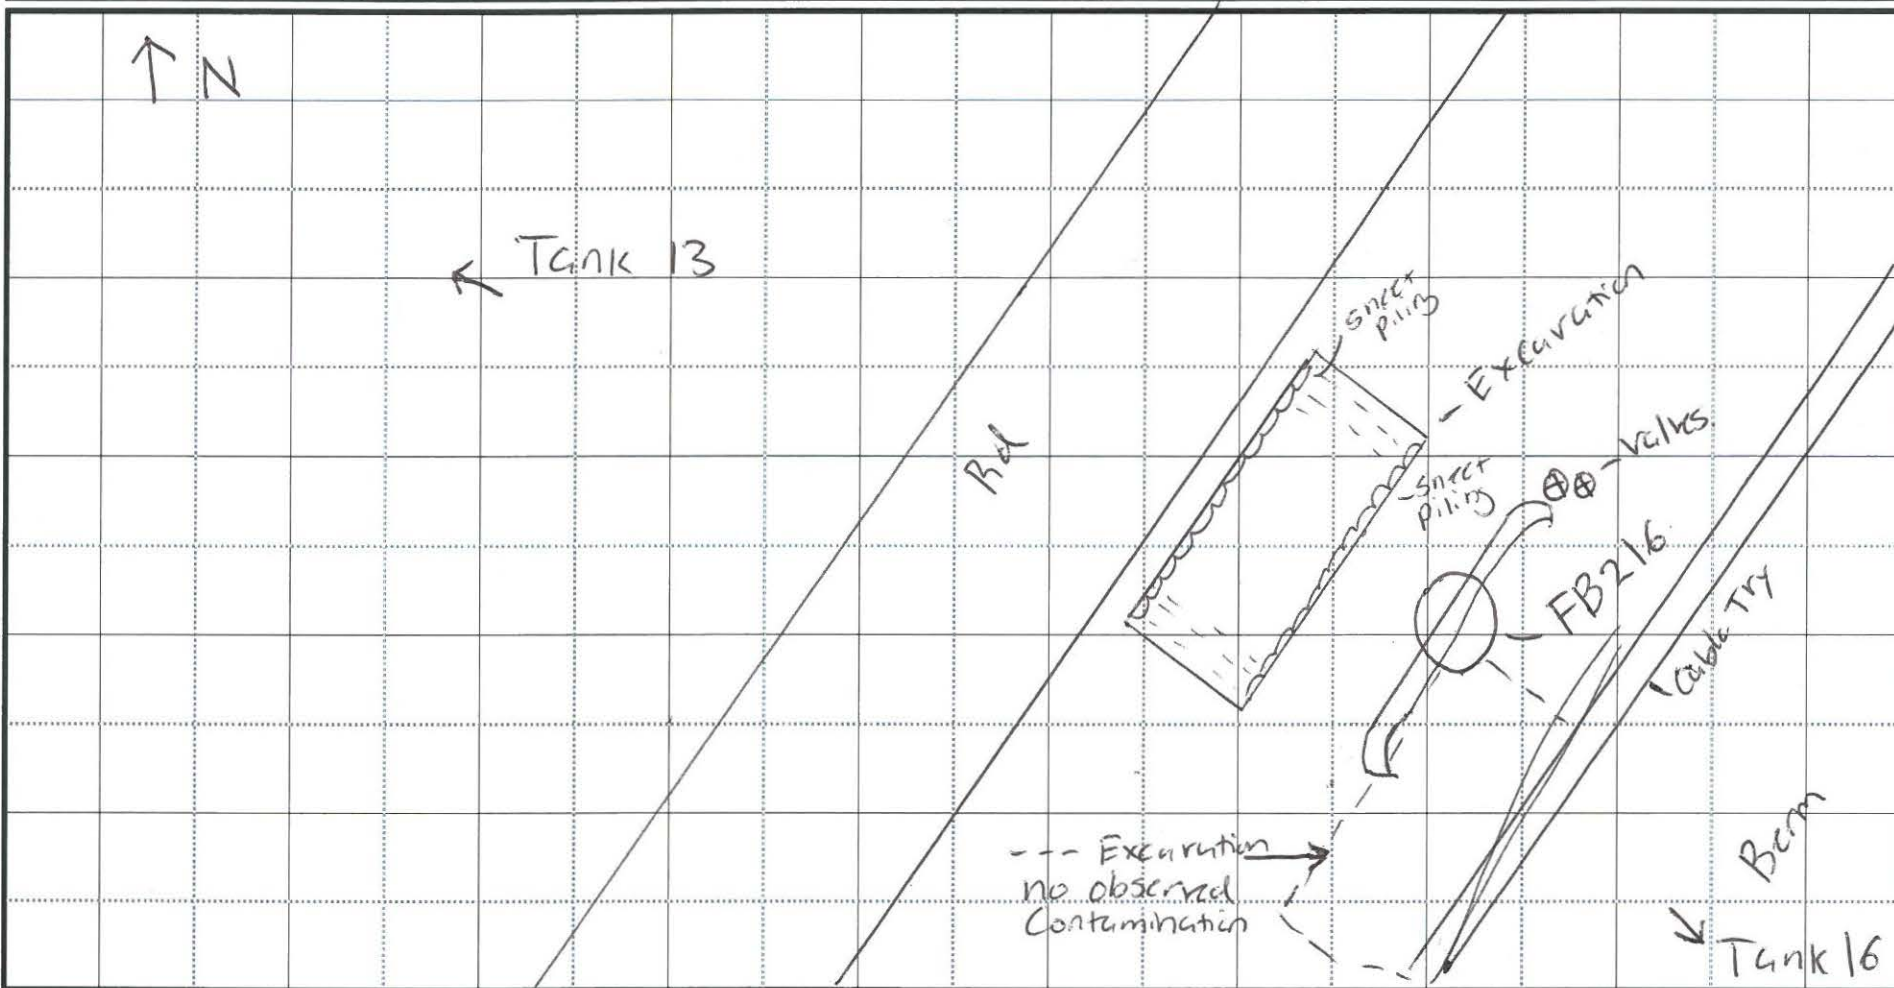 N
Tank 13
sheet
piling
- Excavation
Rd
- valves
- sheet
piling
- FB216
Cable Try
--- Excavation
no observed
Contamination
Berm
Tank 16